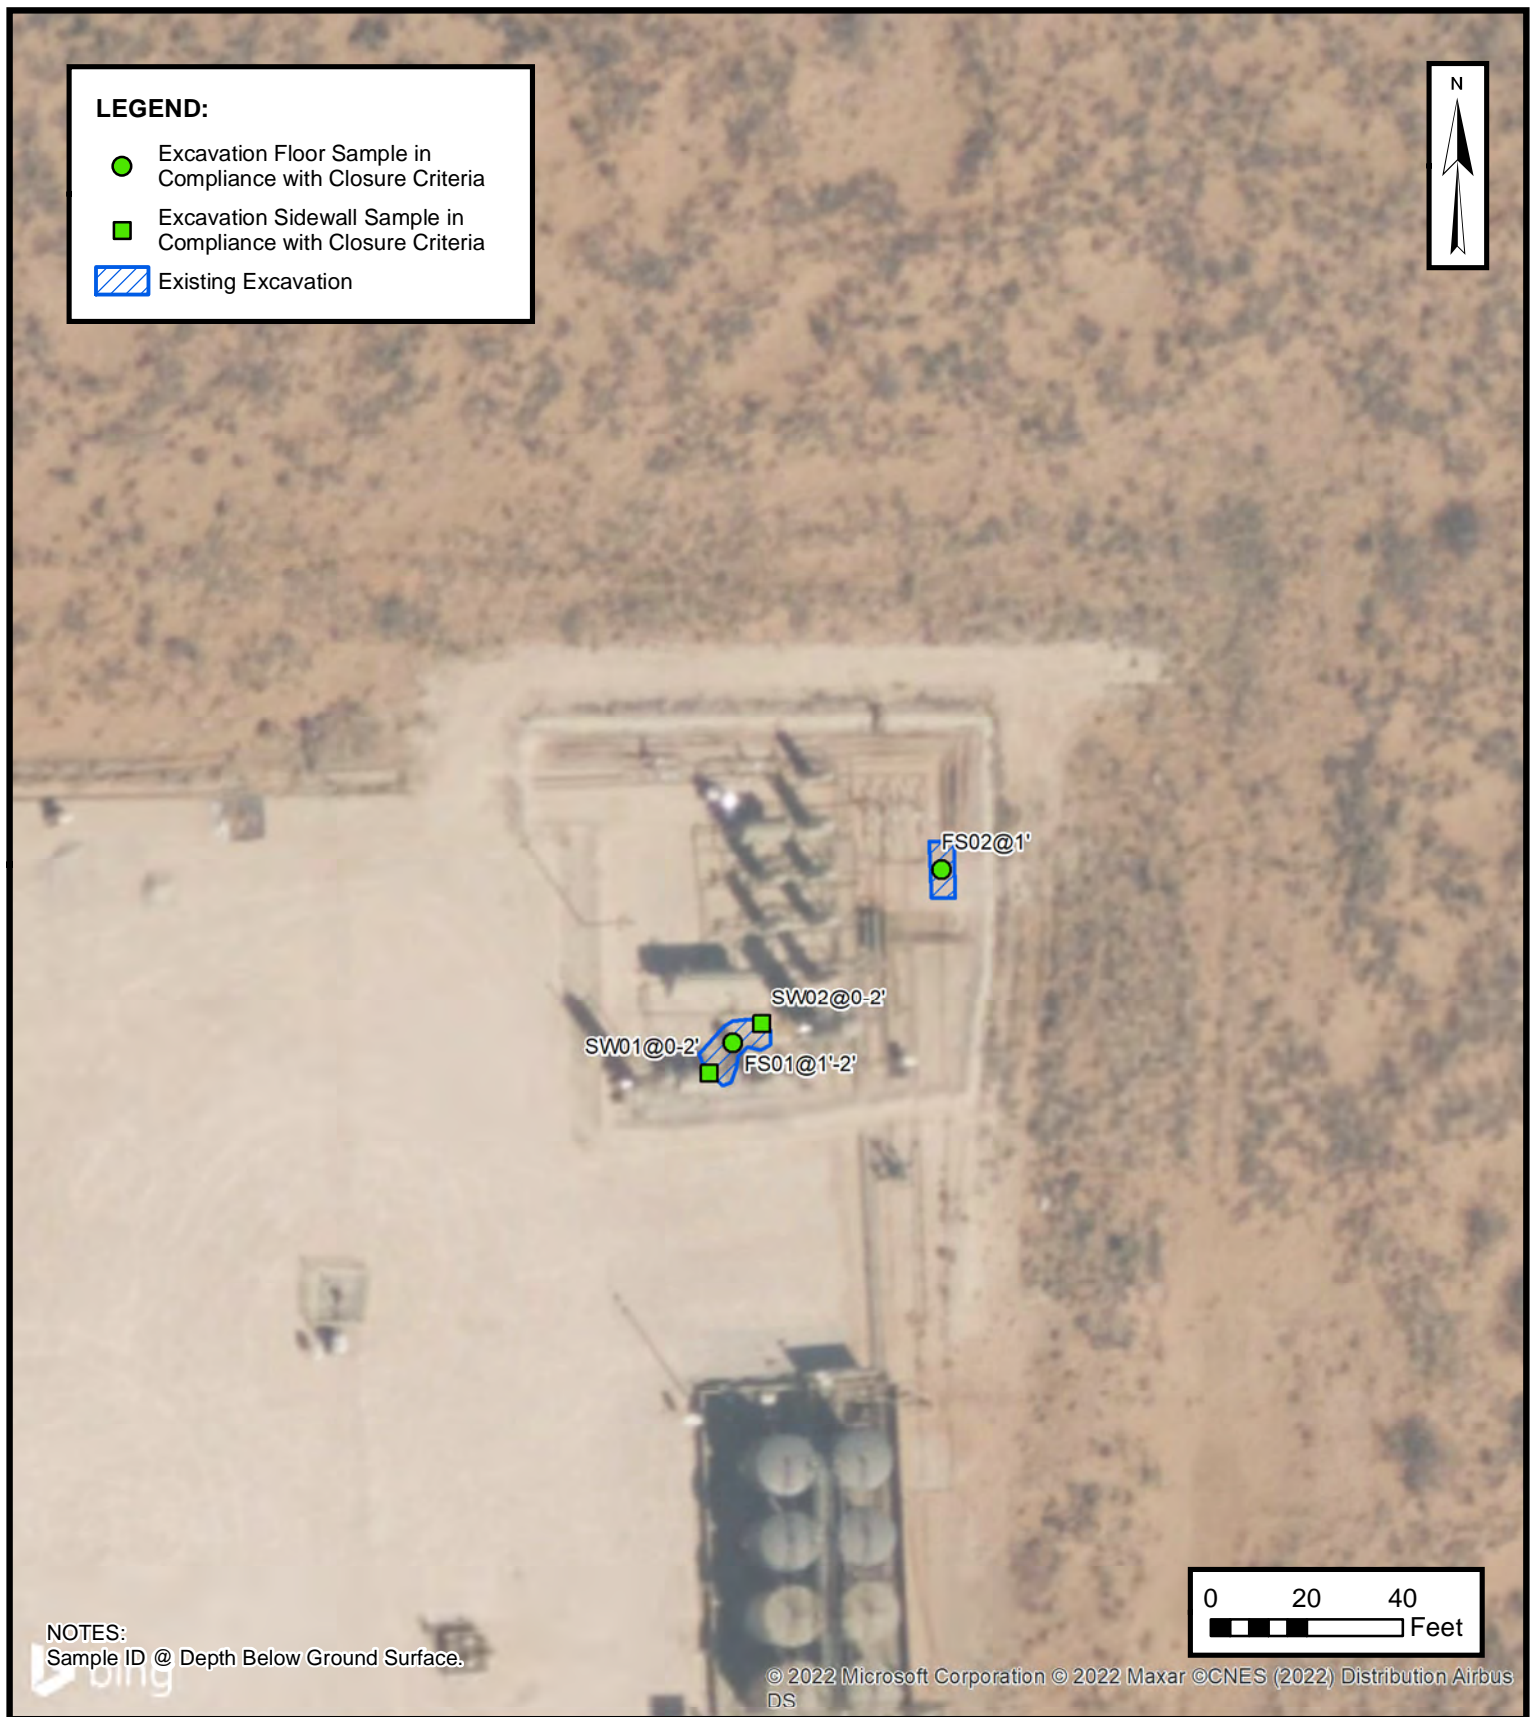 LEGEND:
Excavation Floor Sample in
Compliance with Closure Criteria
Excavation Sidewall Sample in
Compliance with Closure Criteria
Existing Excavation
N
FS02@1'
SW02@0-2'
SW01@0-2'
FS01@1'-2'
0 20 40
Feet
NOTES:
Sample ID @ Depth Below Ground Surface.
bing
© 2022 Microsoft Corporation © 2022 Maxar ©CNES (2022) Distribution Airbus
DS